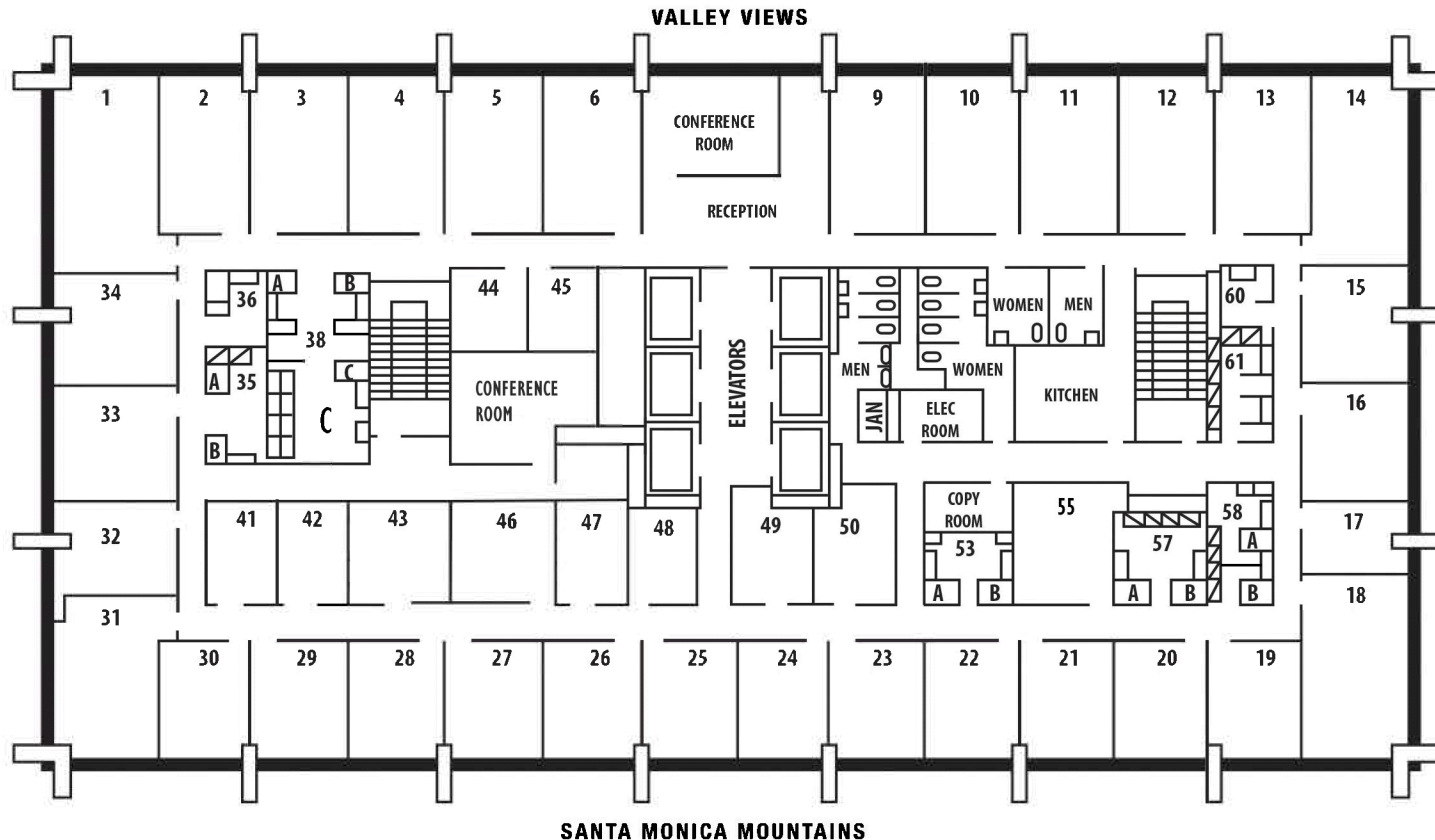 VALLEY VIEWS
1 2 3 4 5 6 9 10 11 12 13 14
CONFERENCE
ROOM
RECEPTION
34 36 A B 44 45 60 15
WOMEN MEN
38
ELEVATORS
A 35 C MEN WOMEN 61
33 C CONFERENCE
ROOM KITCHEN 16
JAN ELEC
ROOM
B
32 41 42 43 46 47 48 49 50 COPY
ROOM 55 58 17
53 57 A
A B A B B
31 18
30 29 28 27 26 25 24 23 22 21 20 19
SANTA MONICA MOUNTAINS